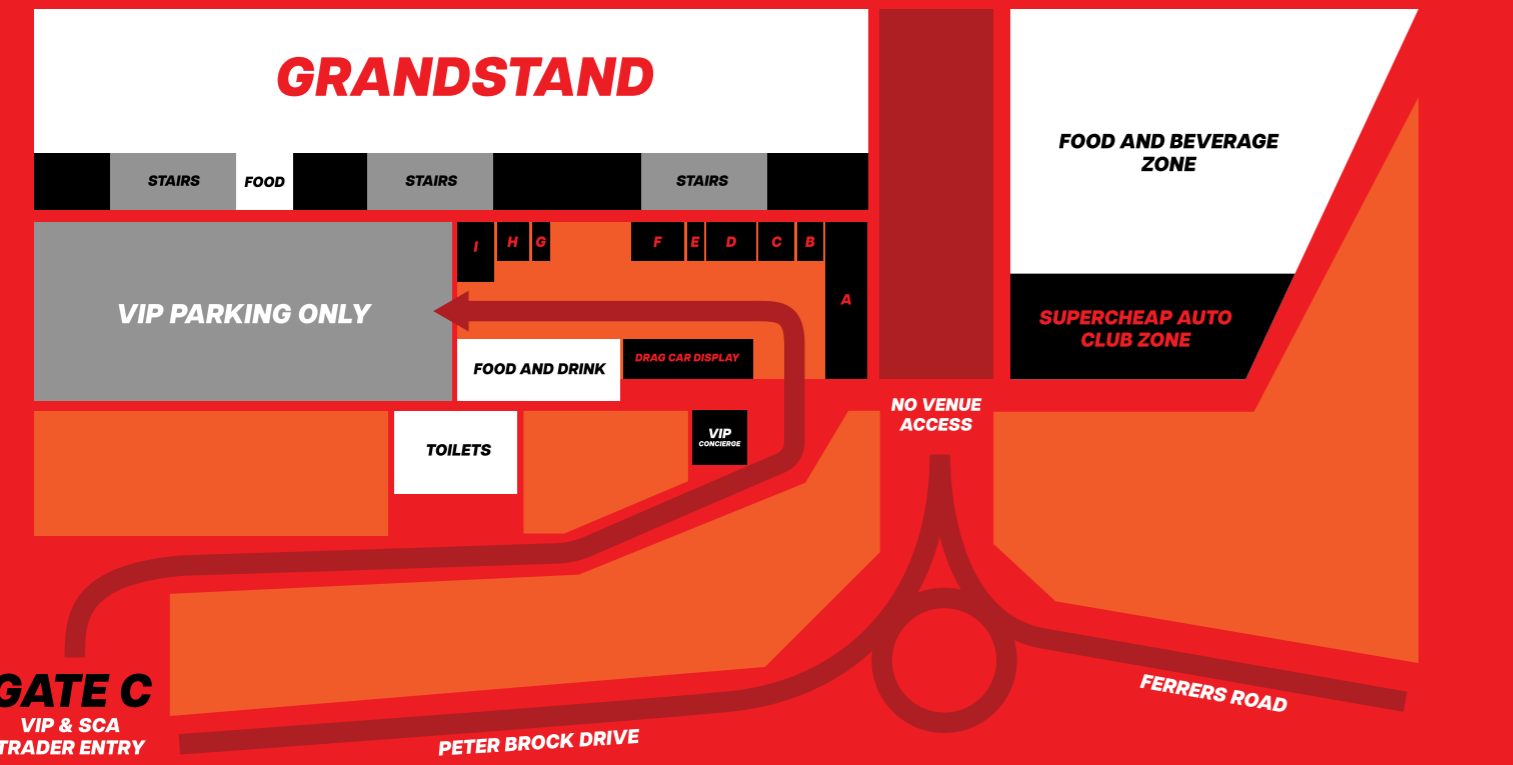 GRANDSTAND
FOOD AND BEVERAGE
ZONE
STAIRS
FOOD
STAIRS
STAIRS
I
H
G
F
E
D
C
B
A
VIP PARKING ONLY
SUPERCHEAP AUTO
CLUB ZONE
FOOD AND DRINK
DRAG CAR DISPLAY
NO VENUE
ACCESS
TOILETS
VIP
CONCIERGE
GATE C
VIP & SCA
TRADER ENTRY
PETER BROCK DRIVE
FERRERS ROAD